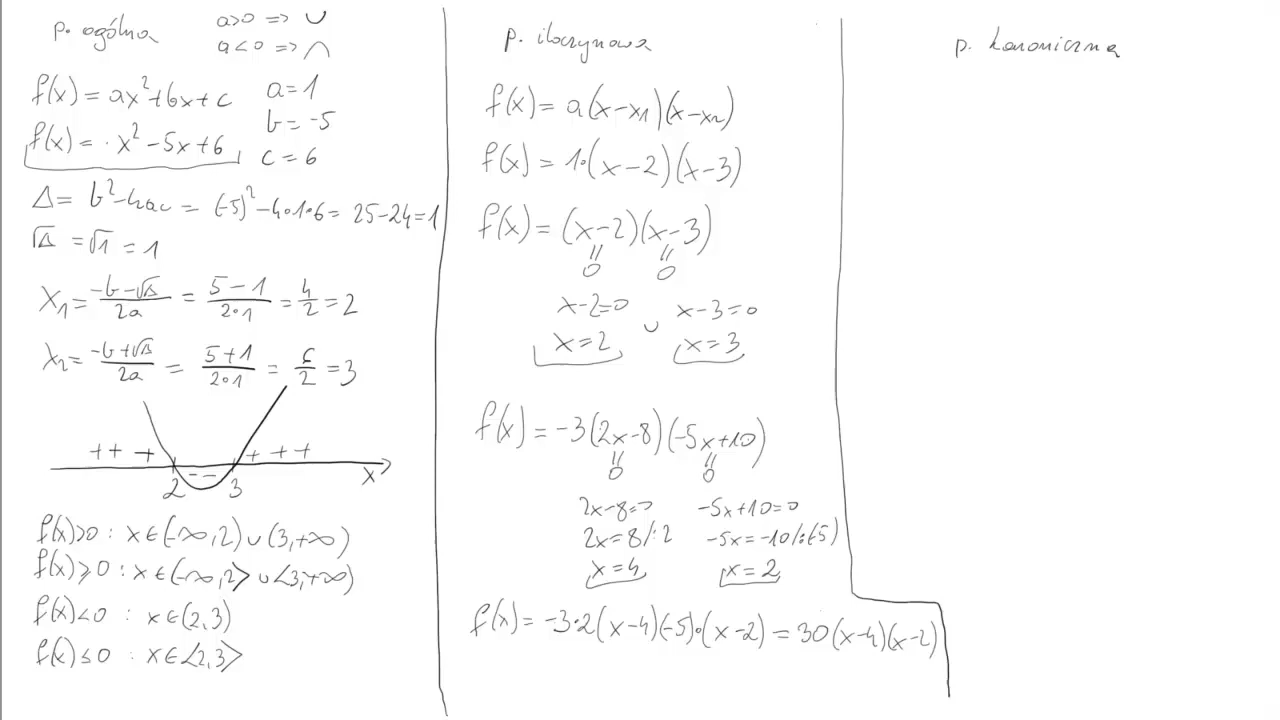 p. ogólna
a>0 => ∪
a<0 => ∩
f(x) = ax²+bx+c
a=1
f(x) = x² - 5x + 6
b=-5
c=6
Δ = b²-4ac = (-5)² - 4·1·6 = 25-24=1
√Δ = √1 = 1
x₁ = (-b-√Δ)/2a = (5-1)/(2·1) = 4/2 = 2
x₂ = (-b+√Δ)/2a = (5+1)/(2·1) = 6/2 = 3
++ + + + +
-- 
2 3 x
f(x)>0 : x∈(-∞,2)∪(3,+∞)
f(x)⩾0 : x∈(-∞,2>∪<3,+∞)
f(x)<0 : x∈(2,3)
f(x)≤0 : x∈<2,3>
p. iloczynowa
f(x) = a(x-x₁)(x-x₂)
f(x) = 1·(x-2)(x-3)
f(x) = (x-2)(x-3)
|| ||
0 0
x-2=0 ∪ x-3=0
x=2 x=3
f(x) = -3(2x-8)(-5x+10)
|| ||
0 0
2x-8=0 -5x+10=0
2x=8/:2 -5x=-10/:(-5)
x=4 x=2
f(x) = -3·2(x-4)(-5)·(x-2) = 30(x-4)(x-2)
p. kanoniczna